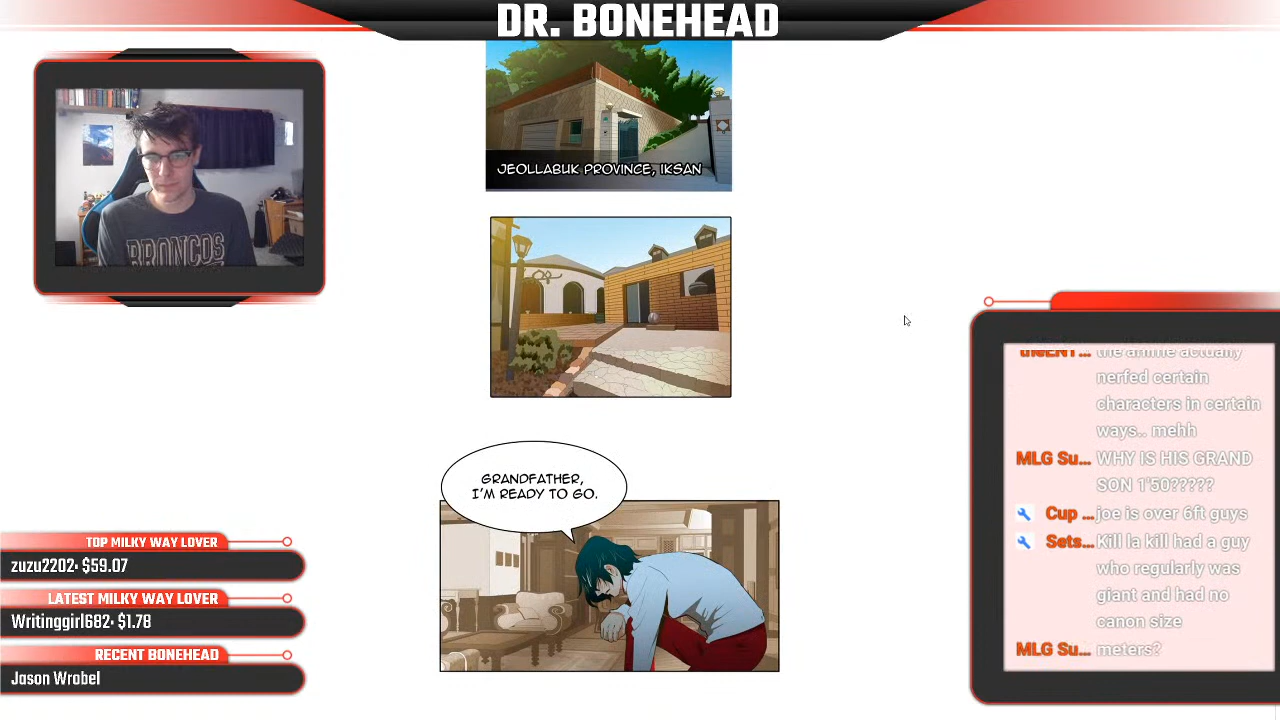 DR. BONEHEAD
BRONCOS
JEOLLABUK PROVINCE, IKSAN
GRANDFATHER,
I'M READY TO GO.
TOP MILKY WAY LOVER
zuzu2202• $59.07
LATEST MILKY WAY LOVER
Writinggirl682• $1.78
RECENT BONEHEAD
Jason Wrobel
the anime actually
nerfed certain
characters in certain
ways.. mehh
MLG Su... WHY IS HIS GRAND
SON 1'50?????
Cup ... joe is over 6ft guys
Sets... Kill la kill had a guy
who regularly was
giant and had no
canon size
MLG Su... meters?